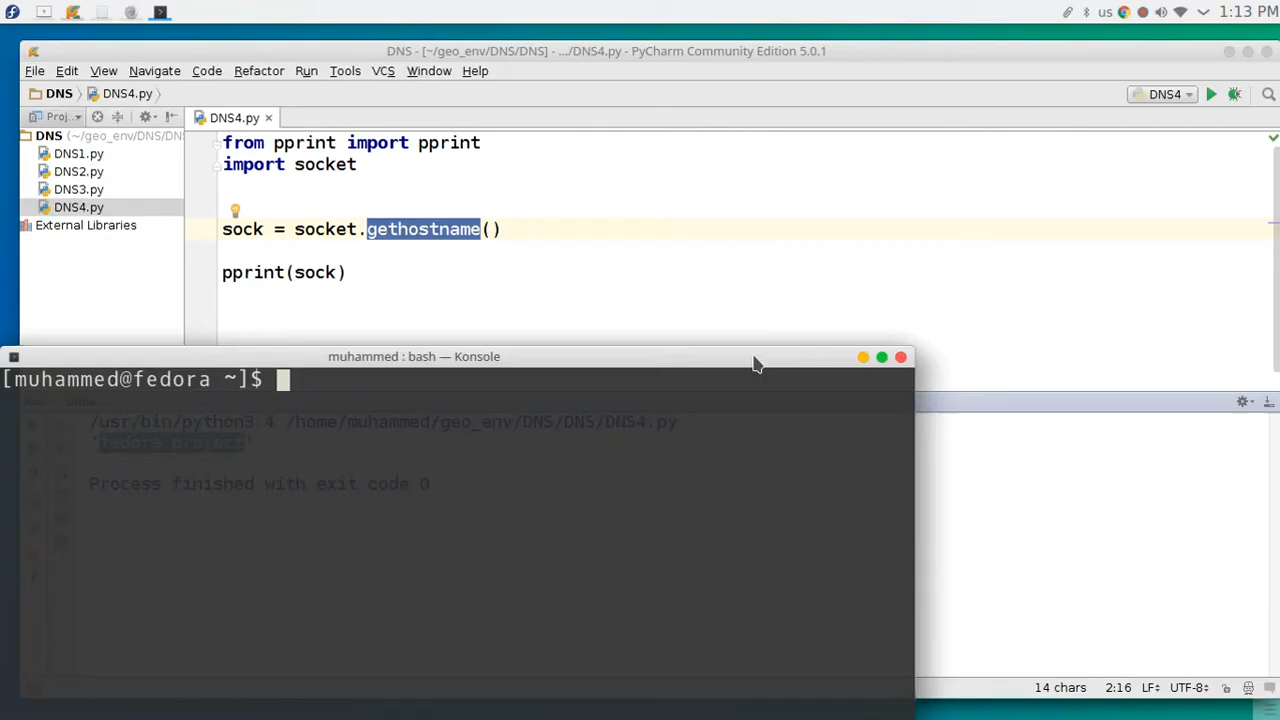 us
1:13 PM
DNS - [~/geo_env/DNS/DNS] - .../DNS4.py - PyCharm Community Edition 5.0.1
File Edit View Navigate Code Refactor Run Tools VCS Window Help
DNS DNS4.py
DNS4
Proj..
DNS4.py
DNS (~/geo_env/DNS/DN
DNS1.py
DNS2.py
DNS3.py
DNS4.py
External Libraries
from pprint import pprint
import socket
sock = socket.gethostname()
pprint(sock)
muhammed : bash — Konsole
[muhammed@fedora ~]$
/usr/bin/python3.4 /home/muhammed/geo_env/DNS/DNS/DNS4.py
Process finished with exit code 0
14 chars 2:16 LF÷ UTF-8÷